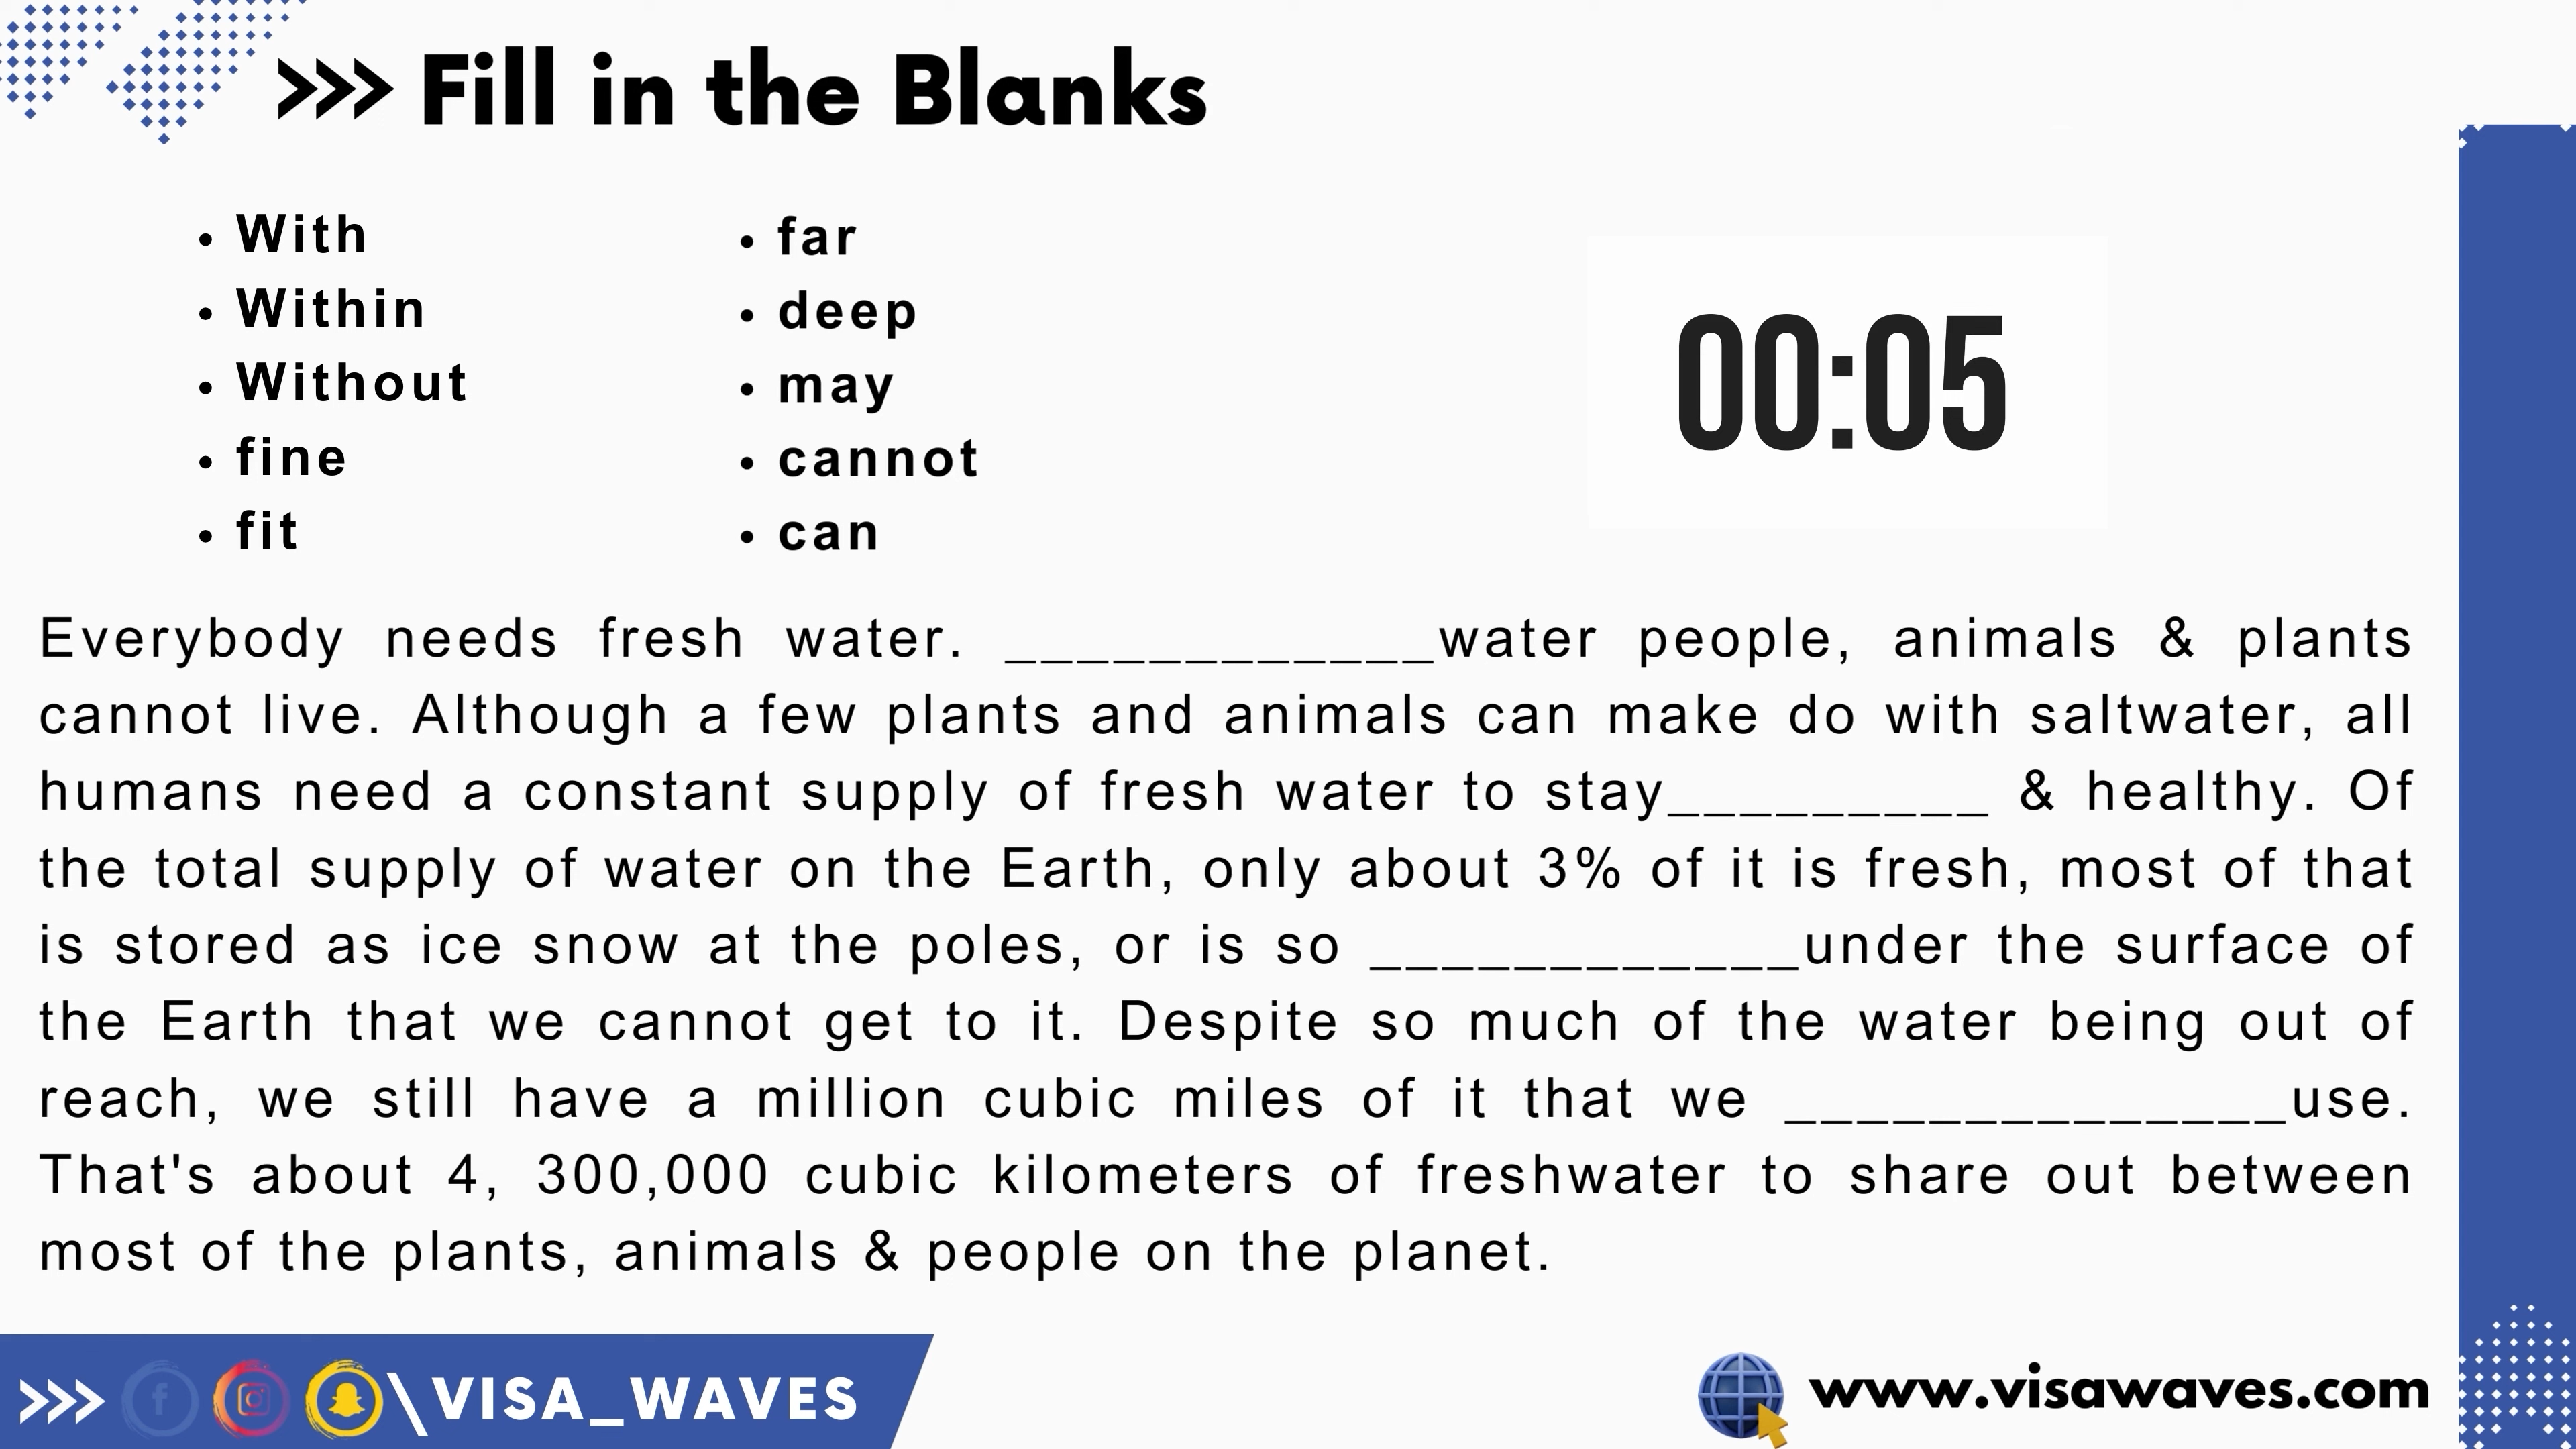 >>> Fill in the Blanks
• With
• Within
• Without
• fine
• fit
• far
• deep
• may
• cannot
• can
00:05
Everybody needs fresh water. ____________water people, animals & plants
cannot live. Although a few plants and animals can make do with saltwater, all
humans need a constant supply of fresh water to stay_________ & healthy. Of
the total supply of water on the Earth, only about 3% of it is fresh, most of that
is stored as ice snow at the poles, or is so ____________under the surface of
the Earth that we cannot get to it. Despite so much of the water being out of
reach, we still have a million cubic miles of it that we ______________use.
That's about 4, 300,000 cubic kilometers of freshwater to share out between
most of the plants, animals & people on the planet.
>>> f \VISA_WAVES
www.visawaves.com